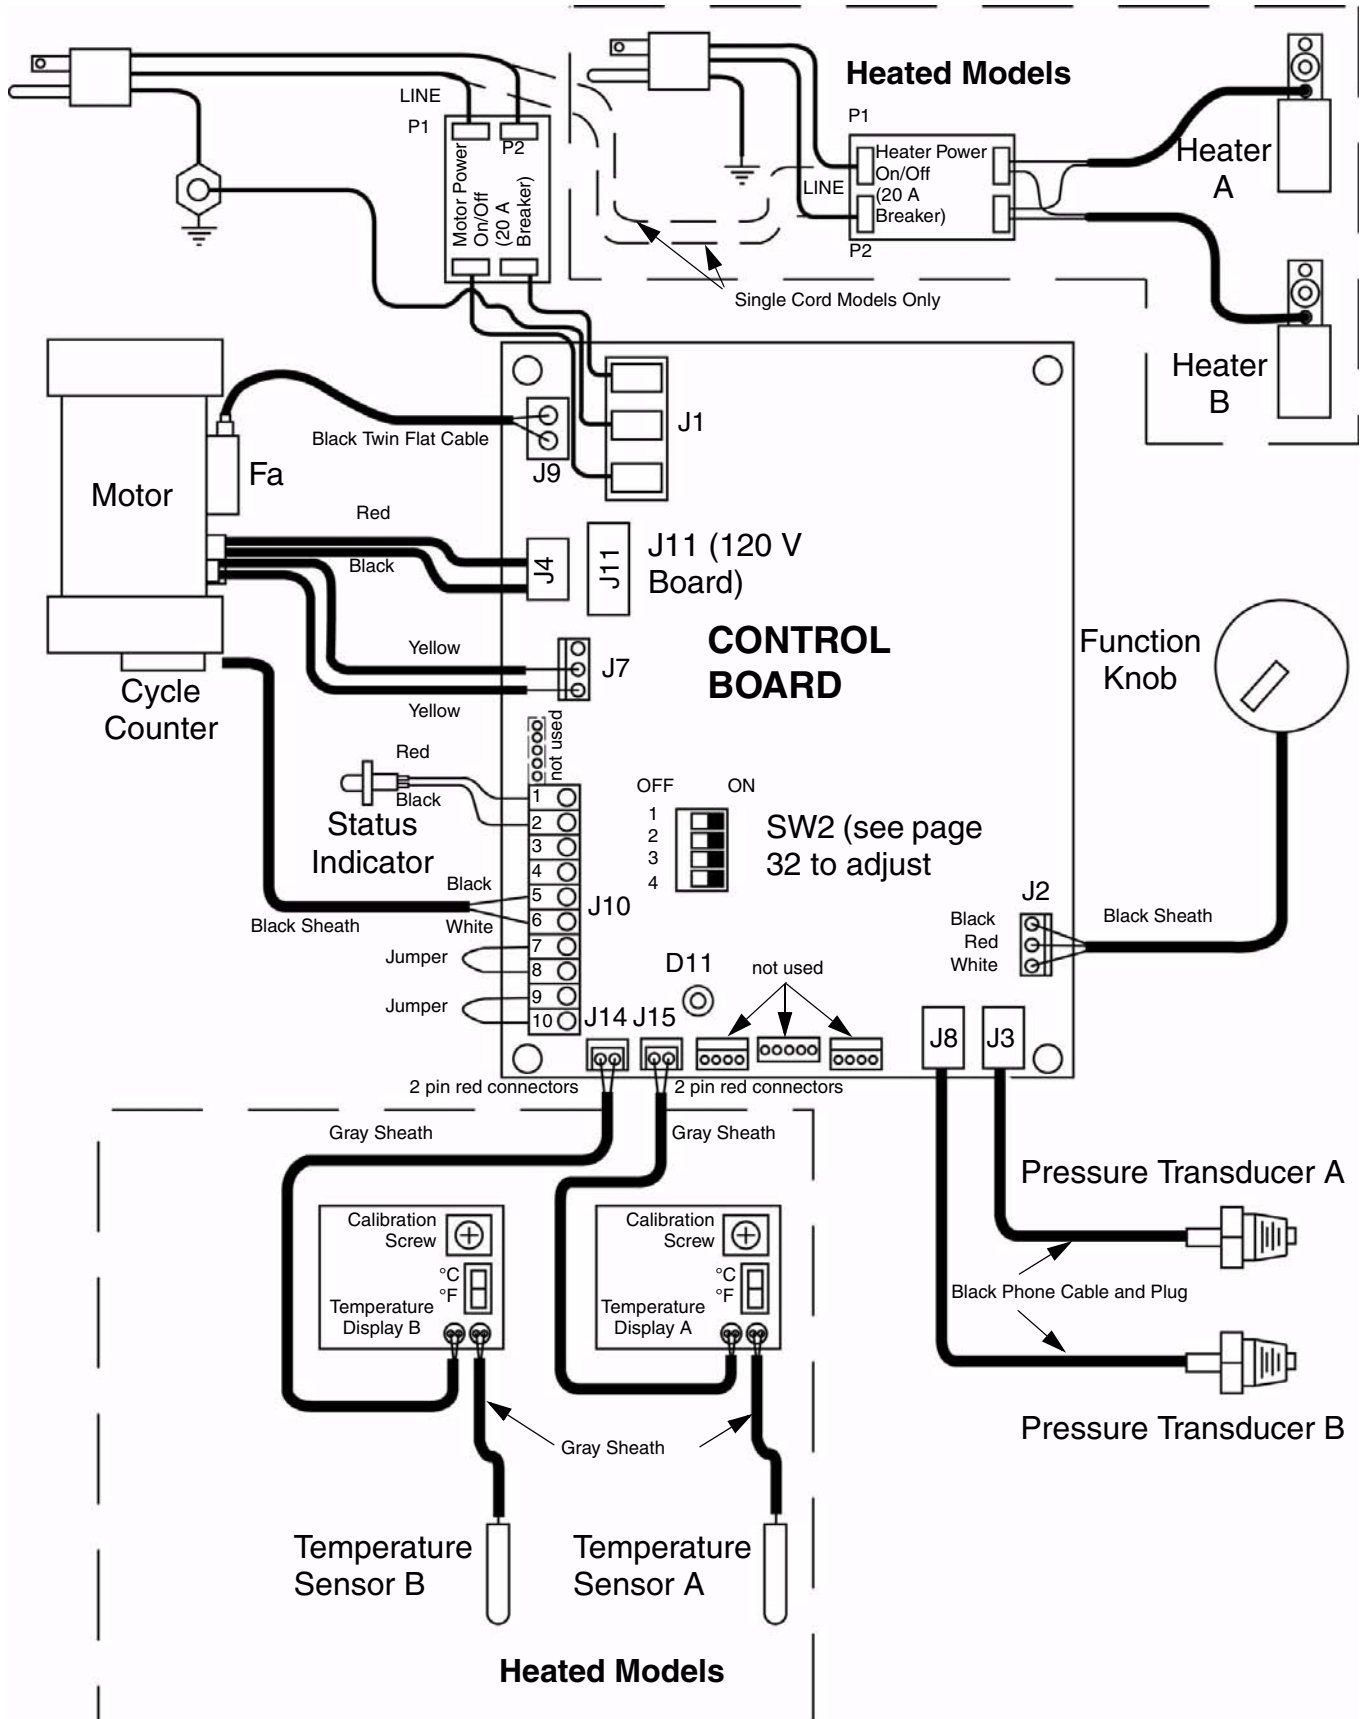 Heated Models
LINE
P1
P2
Motor Power
On/Off
(20 A
Breaker)
P1
Heater Power
On/Off
(20 A
Breaker)
LINE
P2
Heater
A
Single Cord Models Only
Heater
B
Motor
Fa
Black Twin Flat Cable
J9
J1
Red
Black
J4
J11
J11 (120 V
Board)
CONTROL
BOARD
Function
Knob
Yellow
J7
Yellow
Cycle
Counter
not used
Red
Black
Status
Indicator
1
2
3
4
5
6
7
8
9
10
J10
OFF
ON
1
2
3
4
SW2 (see page
32 to adjust
Black
White
Black Sheath
Jumper
Jumper
J2
Black
Red
White
Black Sheath
D11
not used
J14
J15
J8
J3
2 pin red connectors
2 pin red connectors
Gray Sheath
Gray Sheath
Calibration
Screw
°C
°F
Temperature
Display B
Calibration
Screw
°C
°F
Temperature
Display A
Pressure Transducer A
Black Phone Cable and Plug
Pressure Transducer B
Gray Sheath
Temperature
Sensor B
Temperature
Sensor A
Heated Models